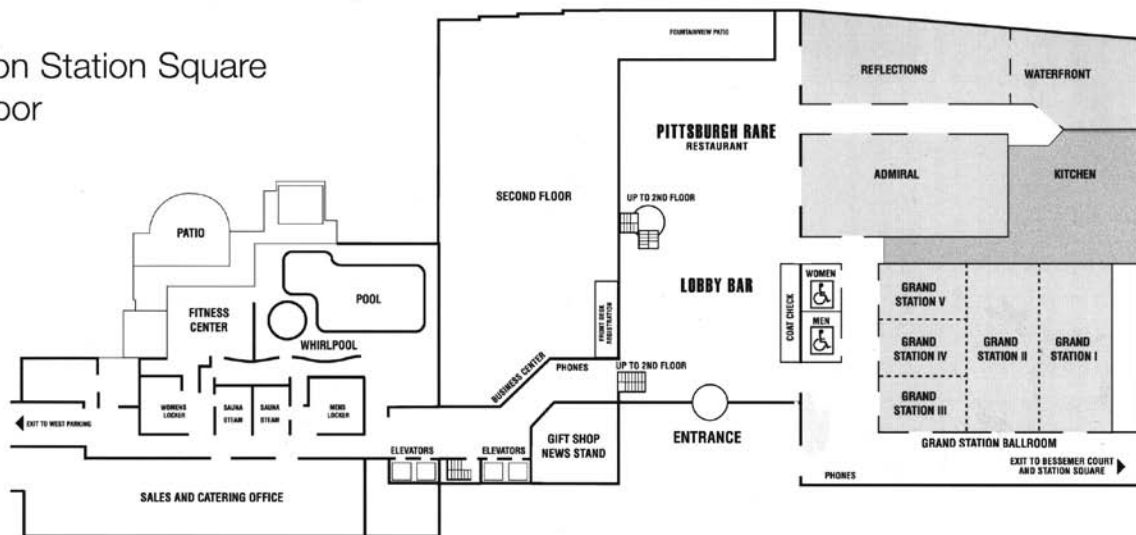 on Station Square
oor
FOUNTAINVIEW PATIO
REFLECTIONS
WATERFRONT
PITTSBURGH RARE
RESTAURANT
ADMIRAL
KITCHEN
SECOND FLOOR
UP TO 2ND FLOOR
PATIO
POOL
FITNESS
CENTER
WHIRLPOOL
LOBBY BAR
FRONT DESK
REGISTRATION
COAT CHECK
WOMEN
MEN
GRAND
STATION V
GRAND
STATION IV
GRAND
STATION III
GRAND
STATION II
GRAND
STATION I
BUSINESS CENTER
PHONES
UP TO 2ND FLOOR
WOMENS
LOCKER
SAUNA
STEAM
SAUNA
STEAM
MENS
LOCKER
EXIT TO WEST PARKING
ELEVATORS
ELEVATORS
GIFT SHOP
NEWS STAND
ENTRANCE
GRAND STATION BALLROOM
EXIT TO BESSEMER COURT
AND STATION SQUARE
PHONES
SALES AND CATERING OFFICE